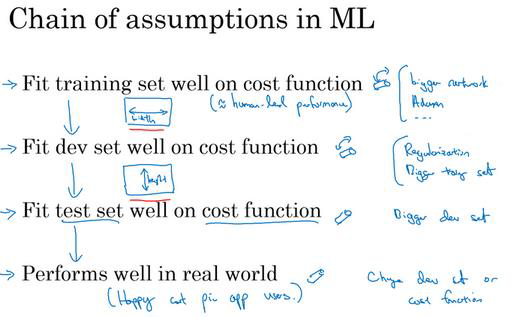 Chain of assumptions in ML
→ Fit training set well on cost function
(≈ human-level performance)
bigger network
Adam
...
width
→ Fit dev set well on cost function
Regularization
Bigger training set
height
→ Fit test set well on cost function
Bigger dev set
→ Performs well in real world
(Happy cat pic app users.)
Change dev set or
cost function